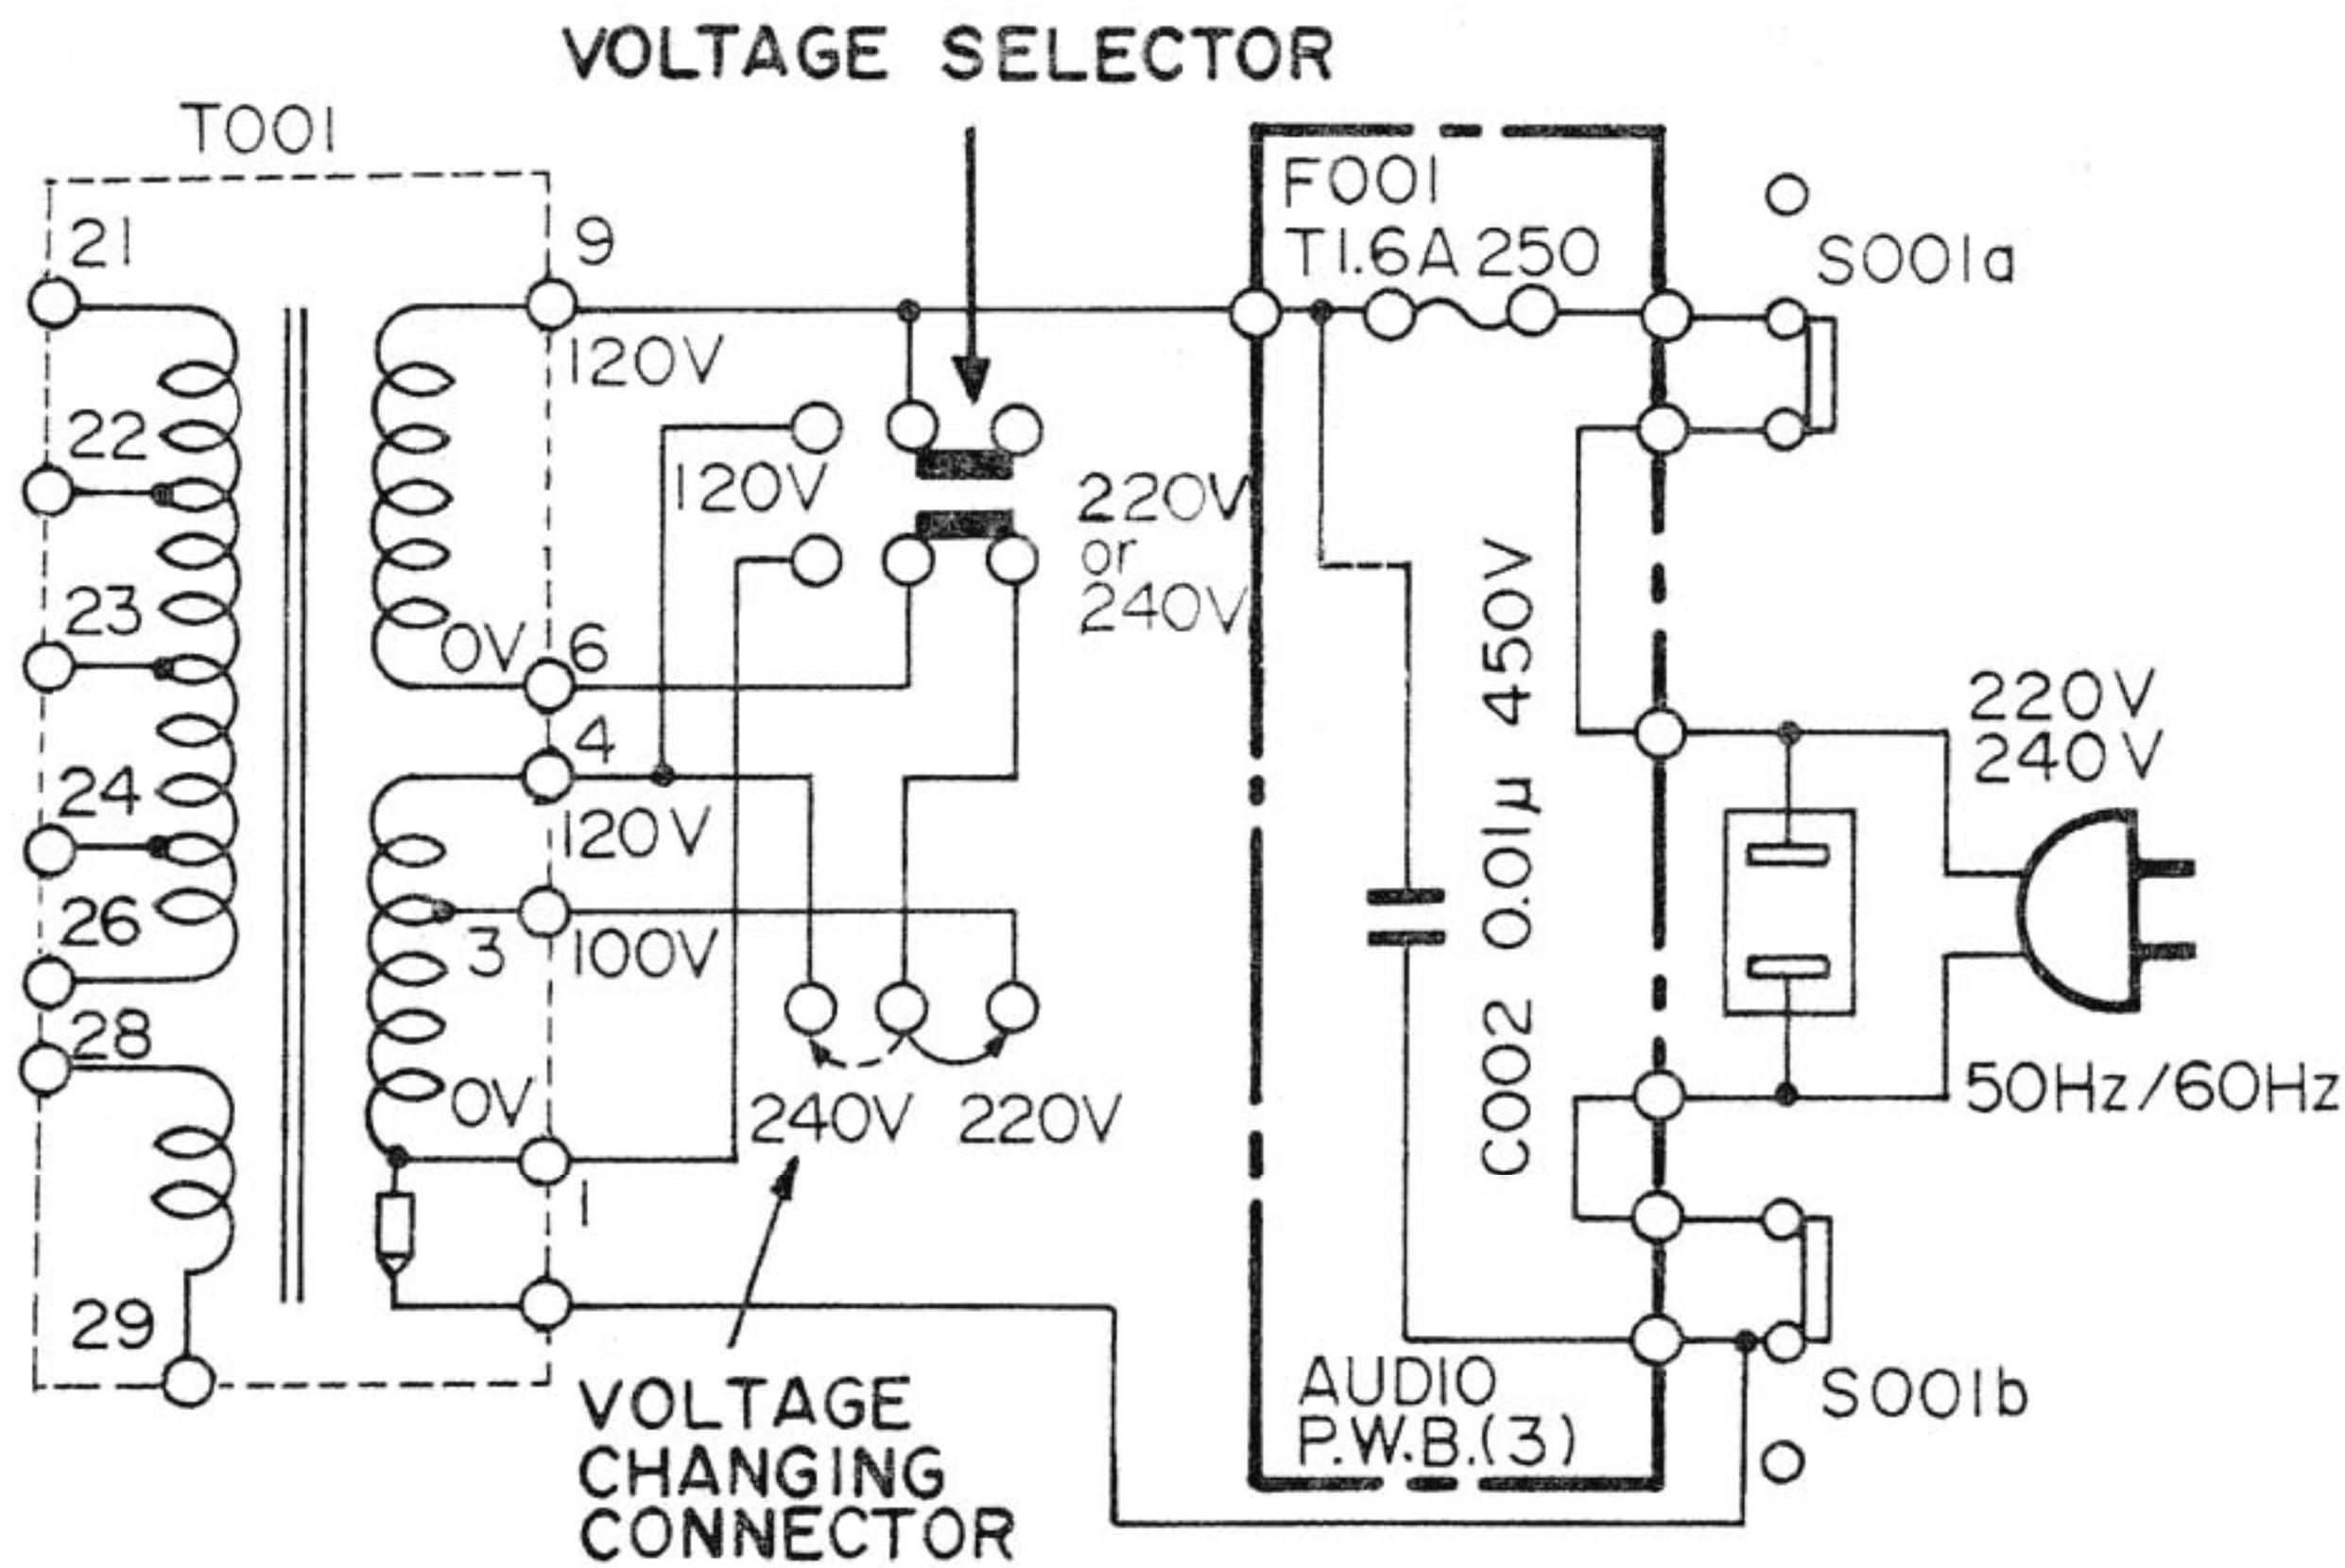 VOLTAGE SELECTOR
T001
F001
T1.6A 250
S001a
21
9
120V
22
120V
220V
or
240V
23
0V
6
4
24
120V
26
3
100V
28
0V
240V
220V
1
29
C002 0.01μ 450V
220V
240V
50Hz/60Hz
AUDIO
P.W.B.(3)
S001b
VOLTAGE
CHANGING
CONNECTOR